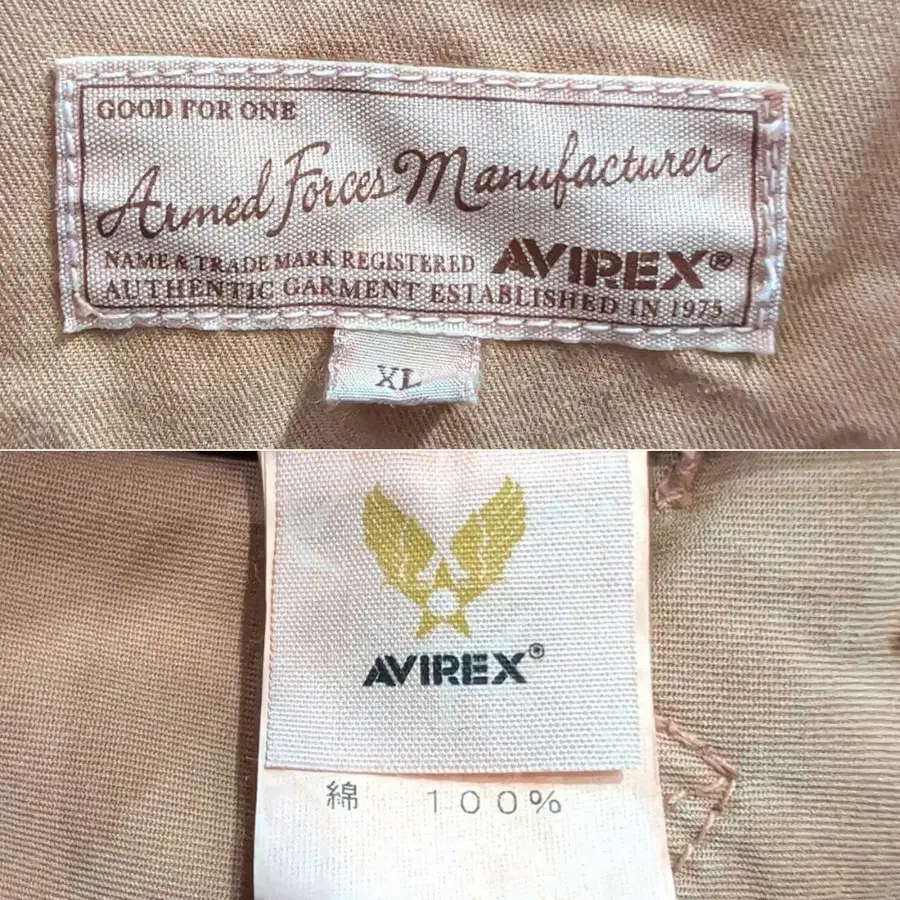 GOOD FOR ONE
Armed Forces Manufacturer
NAME & TRADE MARK REGISTERED AVIREX®
AUTHENTIC GARMENT ESTABLISHED IN 1975
XL
AVIREX®
綿 100%